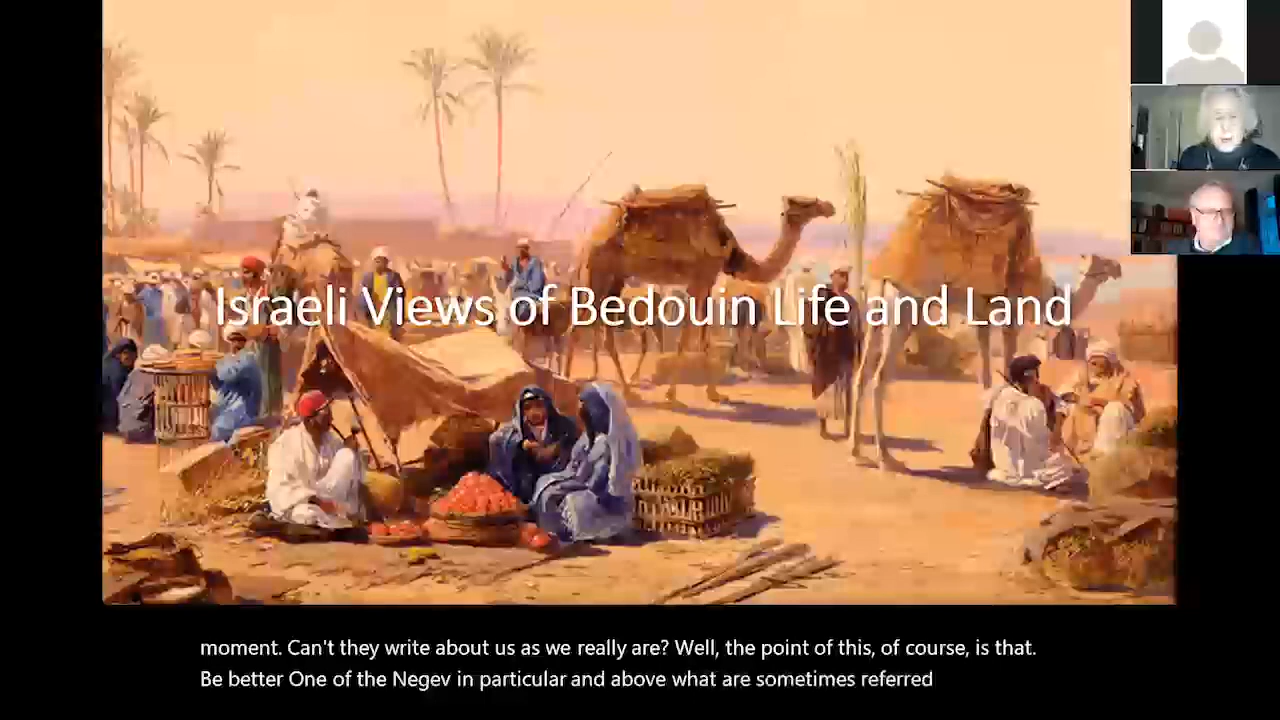 Israeli Views of Bedouin Life and Land
moment. Can't they write about us as we really are? Well, the point of this, of course, is that.
Be better One of the Negev in particular and above what are sometimes referred